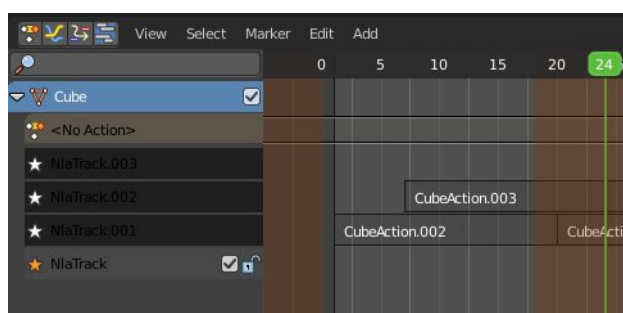 View Select Marker Edit Add
0 5 10 15 20 24
Cube
<No Action>
NlaTrack.003
NlaTrack.002 CubeAction.003
NlaTrack.001 CubeAction.002 CubeActi
NlaTrack